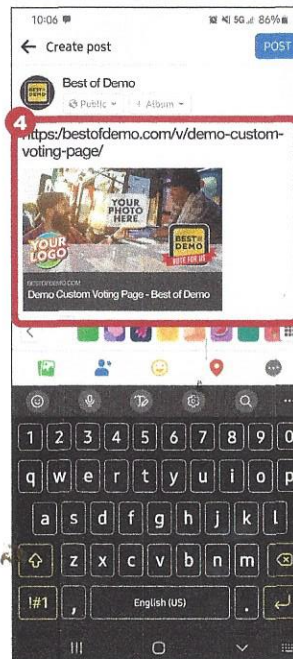 10:06 5G 86%
Create post POST
Best of Demo
Public Album
4
https:/bestofdemo.com/v/demo-custom-
voting-page/
YOUR
PHOTO
HERE
YOUR
LOGO
BEST OF
DEMO
VOTE FOR US
BESTOFDEMO.COM
Demo Custom Voting Page - Best of Demo
1 2 3 4 5 6 7 8 9 0
q w e r t y u i o p
a s d f g h j k l
z x c v b n m
!#1 , English (US) .